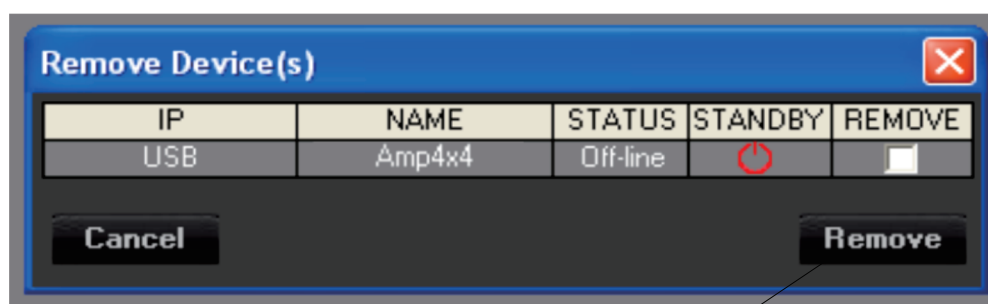 Remove Device(s)
IP NAME STATUS STANDBY REMOVE
USB Amp4x4 Off-line
Cancel Remove